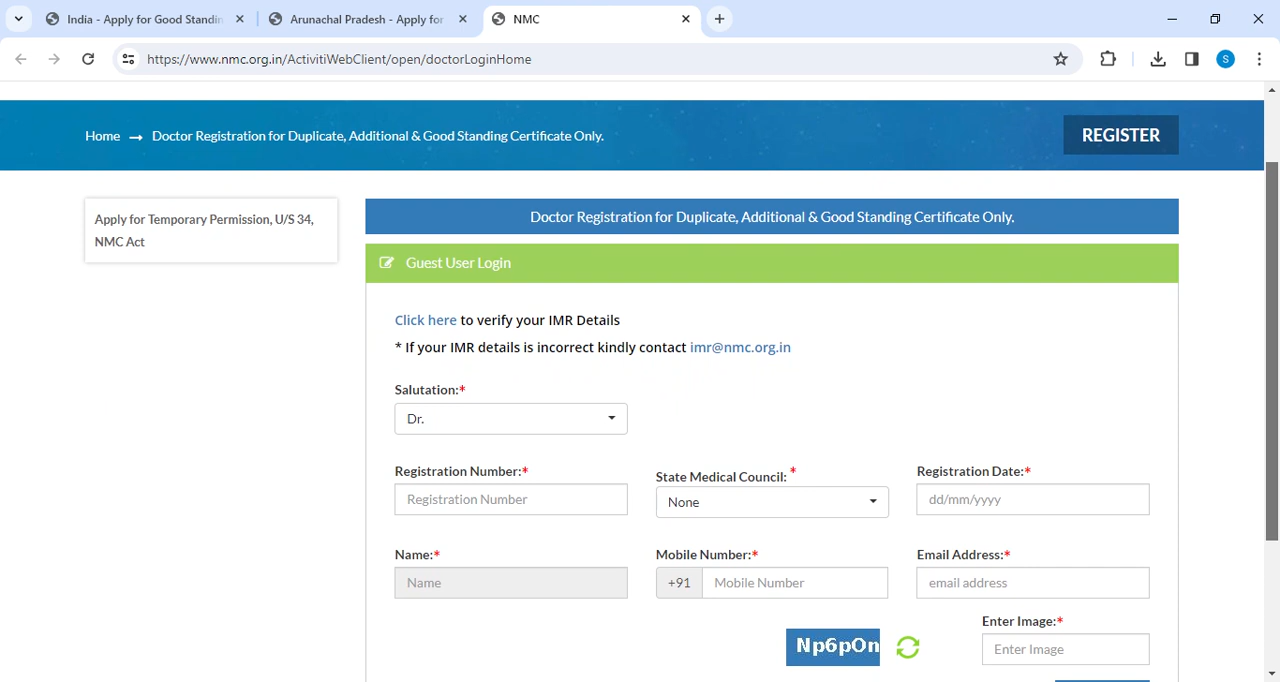 India - Apply for Good Standin
Arunachal Pradesh - Apply for
NMC
https://www.nmc.org.in/ActivitiWebClient/open/doctorLoginHome
S
Home → Doctor Registration for Duplicate, Additional & Good Standing Certificate Only.
REGISTER
Apply for Temporary Permission, U/S 34,
NMC Act
Doctor Registration for Duplicate, Additional & Good Standing Certificate Only.
Guest User Login
Click here to verify your IMR Details
* If your IMR details is incorrect kindly contact imr@nmc.org.in
Salutation:*
Dr.
Registration Number:* State Medical Council: * Registration Date:*
Registration Number None dd/mm/yyyy
Name:* Mobile Number:* Email Address:*
Name +91 Mobile Number email address
Enter Image:*
Np6pOn Enter Image